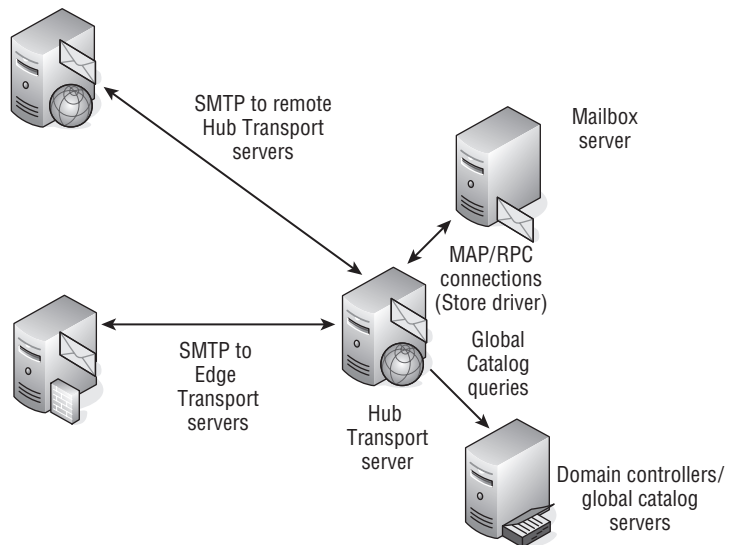 SMTP to remote
Hub Transport
servers
Mailbox
server
MAP/RPC
connections
(Store driver)
SMTP to
Edge
Transport
servers
Global
Catalog
queries
Hub
Transport
server
Domain controllers/
global catalog
servers